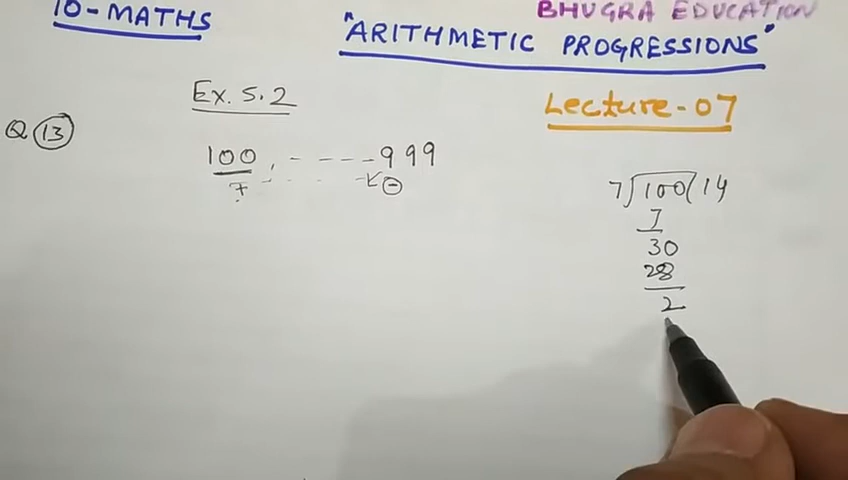 10-MATHS
BHUGRA EDUCATION
"ARITHMETIC PROGRESSIONS"
Ex. 5.2
Lecture-07
Q 13
100, ----- 999
7) 100 (14
7
30
28
2